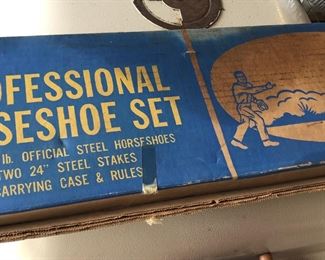 OFESSIONAL
SESHOE SET
lb. OFFICIAL STEEL HORSESHOES
TWO 24" STEEL STAKES
CARRYING CASE & RULES